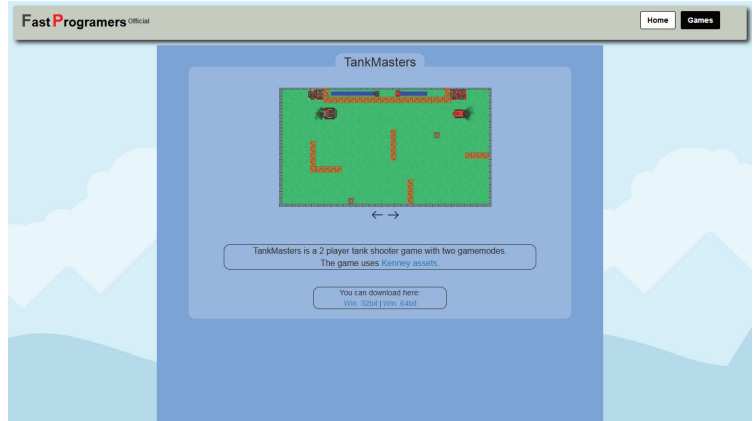 Fast Programers Official
Home
Games
TankMasters
TankMasters is a 2 player tank shooter game with two gamemodes.
The game uses Kenney assets.
You can download here:
Win. 32bit | Win. 64bit